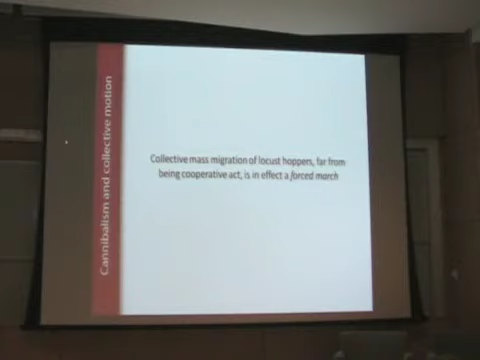 Cannibalism and collective motion
Collective mass migration of locust hoppers, far from
being cooperative act, is in effect a forced march